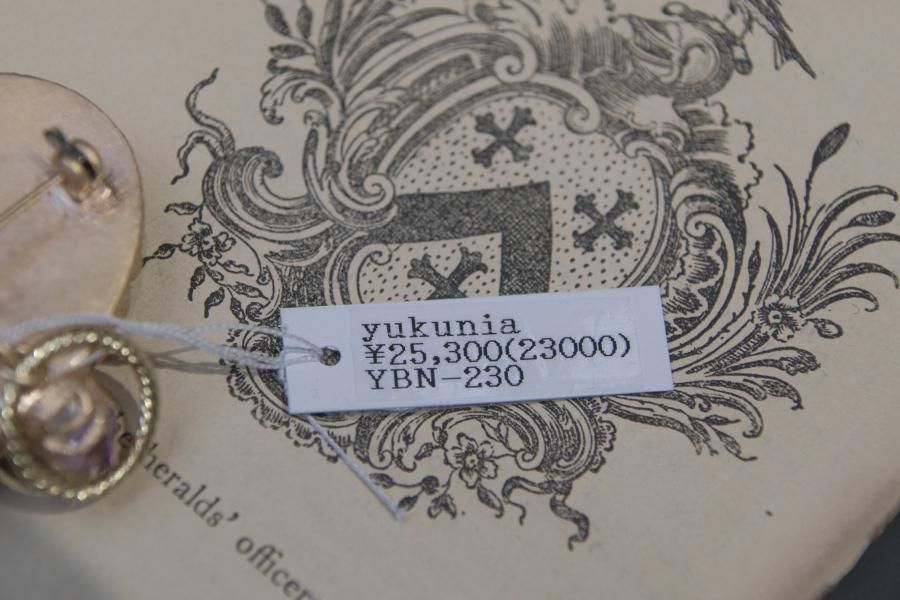 yukunia
¥25,300(23000)
YBN-230
heralds' officer